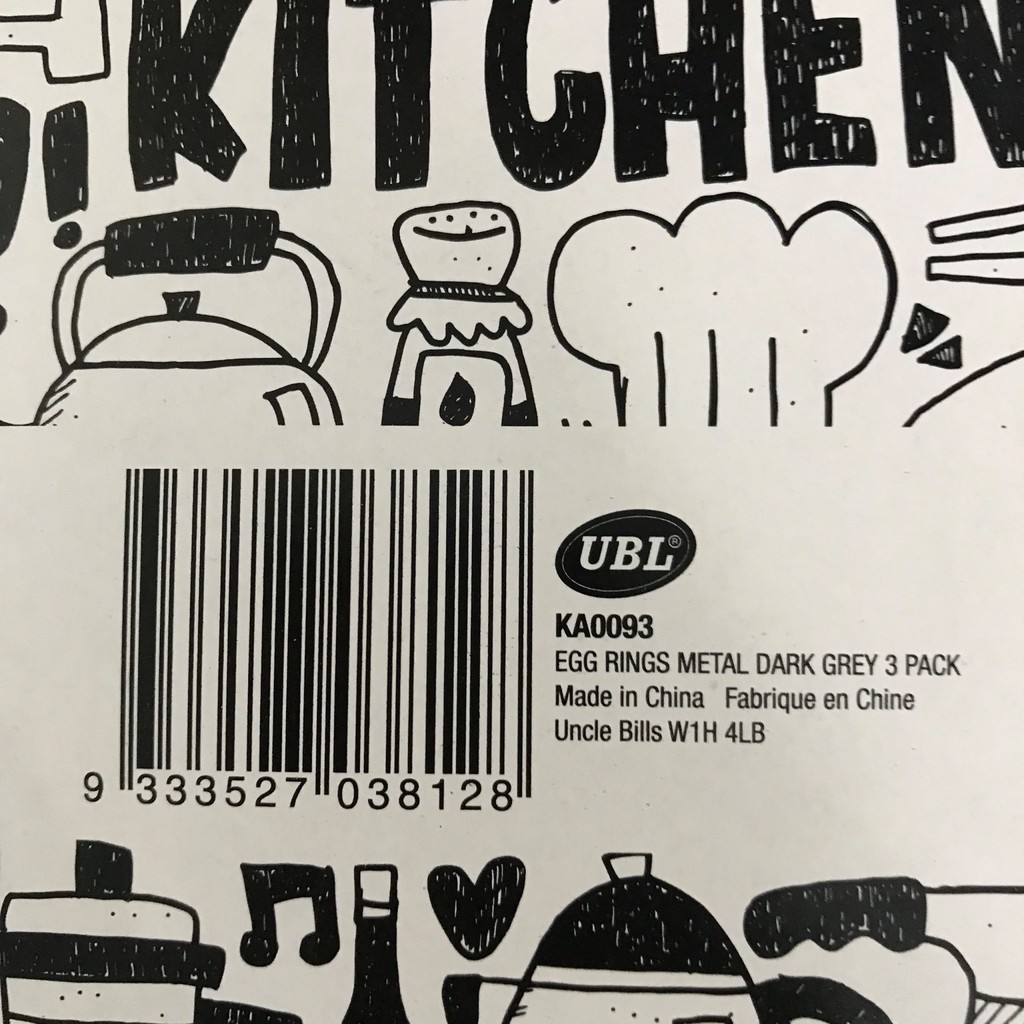 KITCHEN
UBL®
KA0093
EGG RINGS METAL DARK GREY 3 PACK
Made in China Fabrique en Chine
Uncle Bills W1H 4LB
9 333527 038128